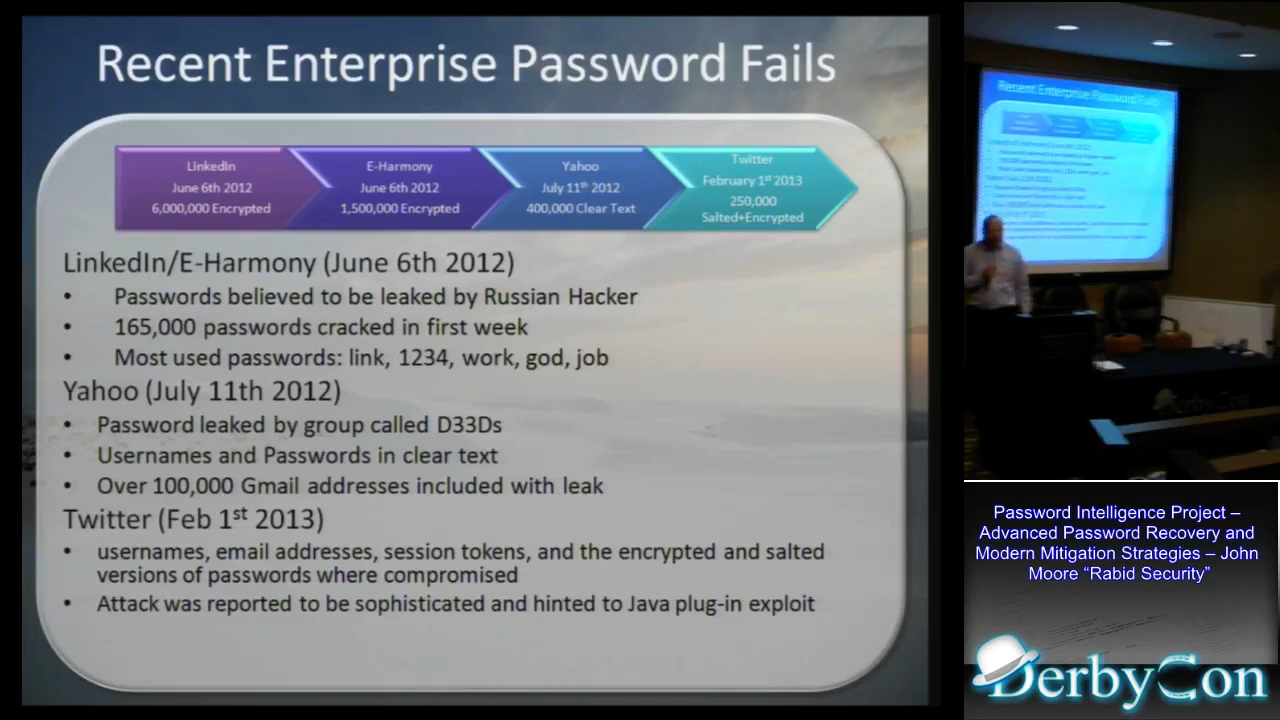 Recent Enterprise Password Fails
LinkedIn
June 6th 2012
6,000,000 Encrypted
E-Harmony
June 6th 2012
1,500,000 Encrypted
Yahoo
July 11th 2012
400,000 Clear Text
Twitter
February 1st 2013
250,000
Salted+Encrypted
LinkedIn/E-Harmony (June 6th 2012)
• Passwords believed to be leaked by Russian Hacker
• 165,000 passwords cracked in first week
• Most used passwords: link, 1234, work, god, job
Yahoo (July 11th 2012)
• Password leaked by group called D33Ds
• Usernames and Passwords in clear text
• Over 100,000 Gmail addresses included with leak
Twitter (Feb 1st 2013)
• usernames, email addresses, session tokens, and the encrypted and salted
versions of passwords where compromised
• Attack was reported to be sophisticated and hinted to Java plug-in exploit
Recent Enterprise Password Fails
DerbyCon
Password Intelligence Project –
Advanced Password Recovery and
Modern Mitigation Strategies – John
Moore “Rabid Security”
DerbyCon